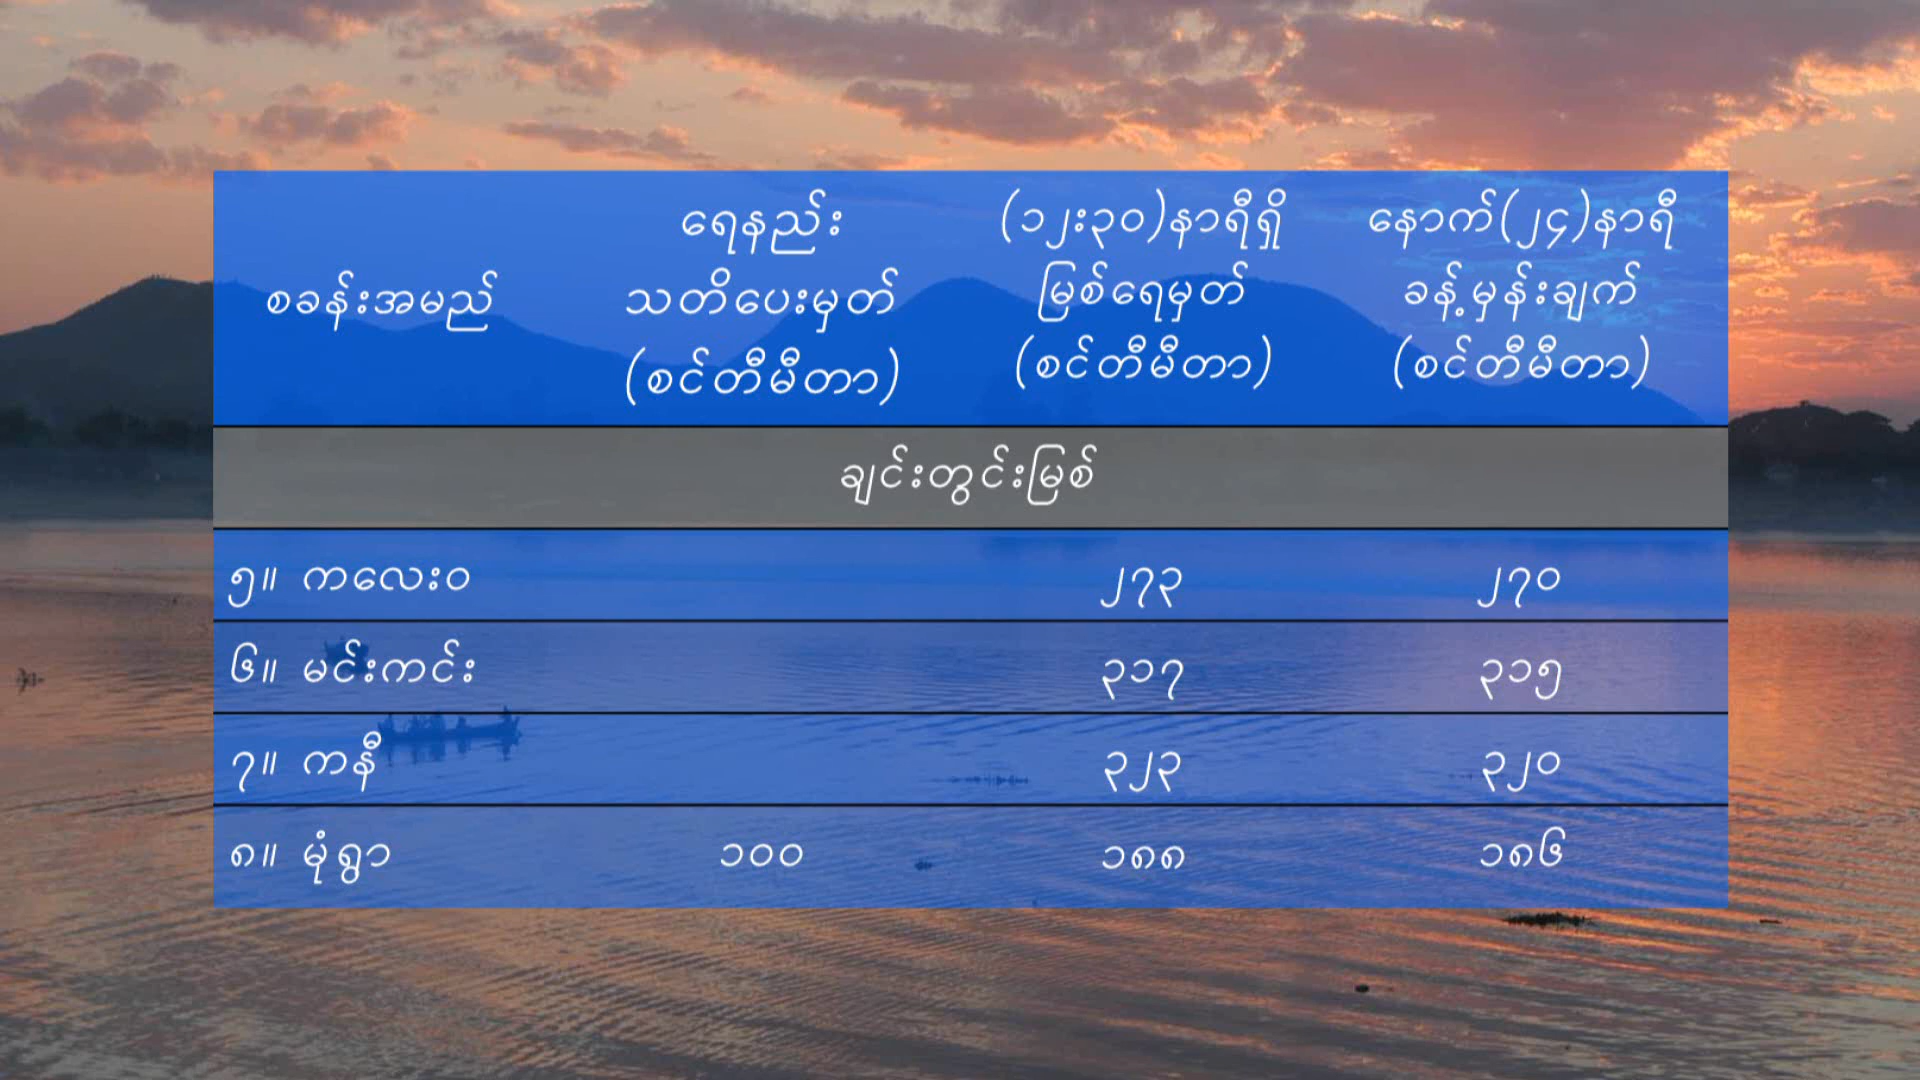 စခန်းအမည်
ရေနည်း
သတိပေးမှတ်
(စင်တီမီတာ)
(၁၂း၃၀)နာရီရှိ
မြစ်ရေမှတ်
(စင်တီမီတာ)
နောက်(၂၄)နာရီ
ခန့်မှန်းချက်
(စင်တီမီတာ)
ချင်းတွင်းမြစ်
၅။ ကလေးဝ ၂၇၃ ၂၇၀
၆။ မင်းကင်း ၃၁၇ ၃၁၅
၇။ ကနီ ၃၂၃ ၃၂၀
၈။ မုံရွာ ၁၀၀ ၁၈၈ ၁၈၆